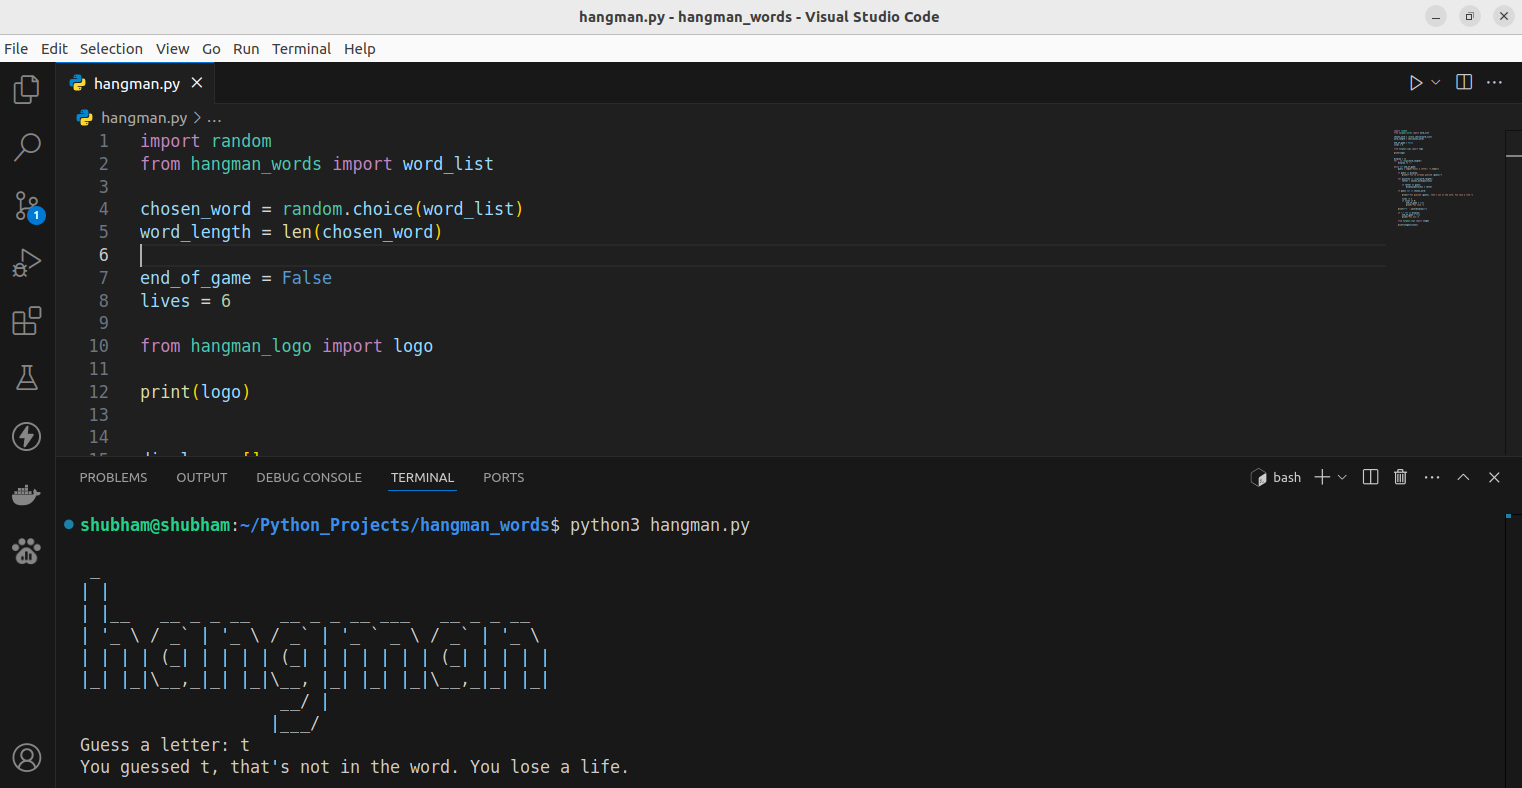 hangman.py - hangman_words - Visual Studio Code
File Edit Selection View Go Run Terminal Help
hangman.py
hangman.py > ...
1 import random
2 from hangman_words import word_list
3
4 chosen_word = random.choice(word_list)
5 word_length = len(chosen_word)
6
7 end_of_game = False
8 lives = 6
9
10 from hangman_logo import logo
11
12 print(logo)
13
14
1
PROBLEMS OUTPUT DEBUG CONSOLE TERMINAL PORTS
bash
shubham@shubham:~/Python_Projects/hangman_words$ python3 hangman.py
hangman
Guess a letter: t
You guessed t, that's not in the word. You lose a life.